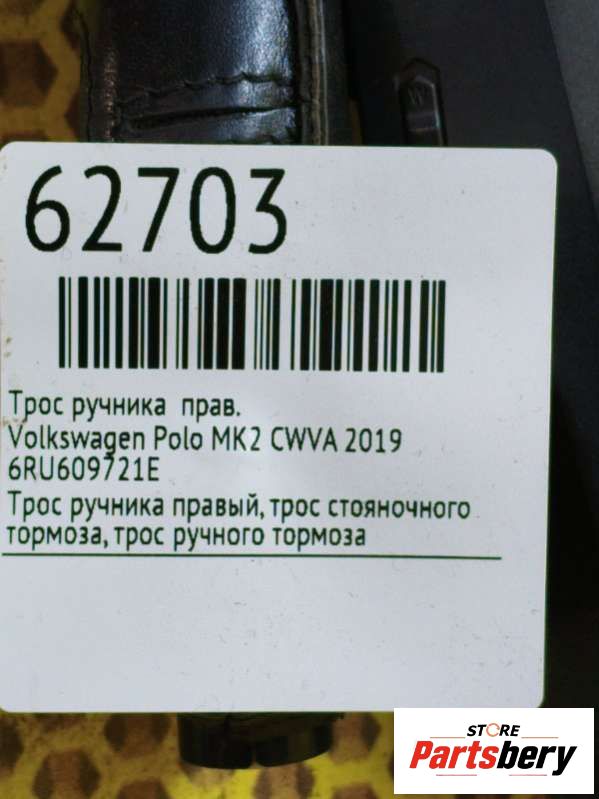 62703
Трос ручника прав.
Volkswagen Polo MK2 CWVA 2019
6RU609721E
Трос ручника правый, трос стояночного
тормоза, трос ручного тормоза
STORE
Partsbery